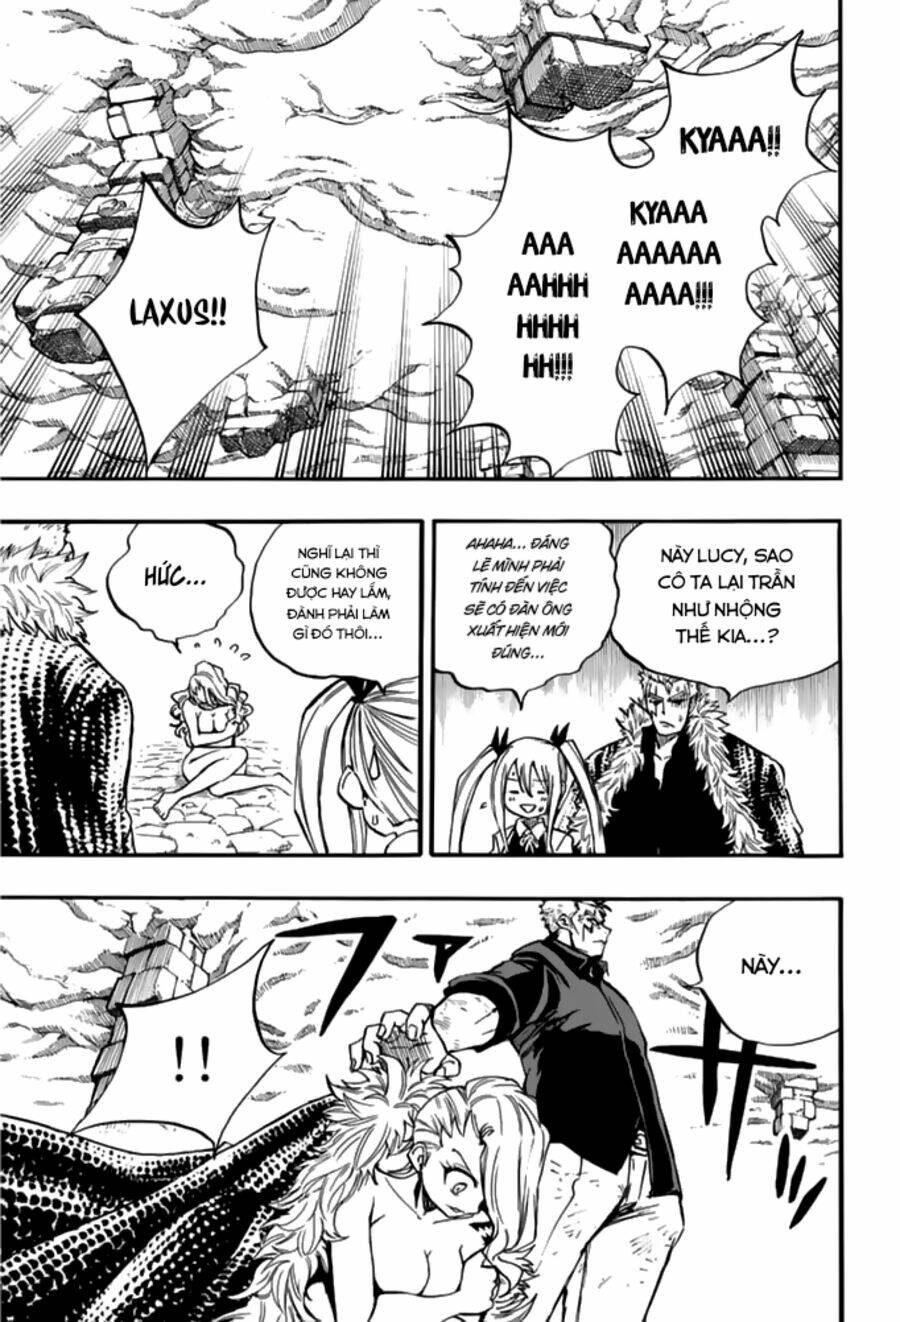 KYAAA!!
KYAAA
AAAAAA
AAAA!!!
AAA
AAHHH
HHHH
HH!!!
LAXUS!!
NÀY LUCY, SAO
CÔ TA LẠI TRẦN
NHƯ NHỘNG
THẾ KIA...?
AHAHA... ĐÁNG
LẼ MÌNH PHẢI
TÍNH ĐẾN VIỆC
SẼ CÓ ĐÀN ÔNG
XUẤT HIỆN MỚI
ĐÚNG...
NGHĨ LẠI THÌ
CŨNG KHÔNG
ĐƯỢC HAY LẮM,
ĐÀNH PHẢI LÀM
GÌ ĐÓ THÔI...
HỨC...
NÀY...
!!